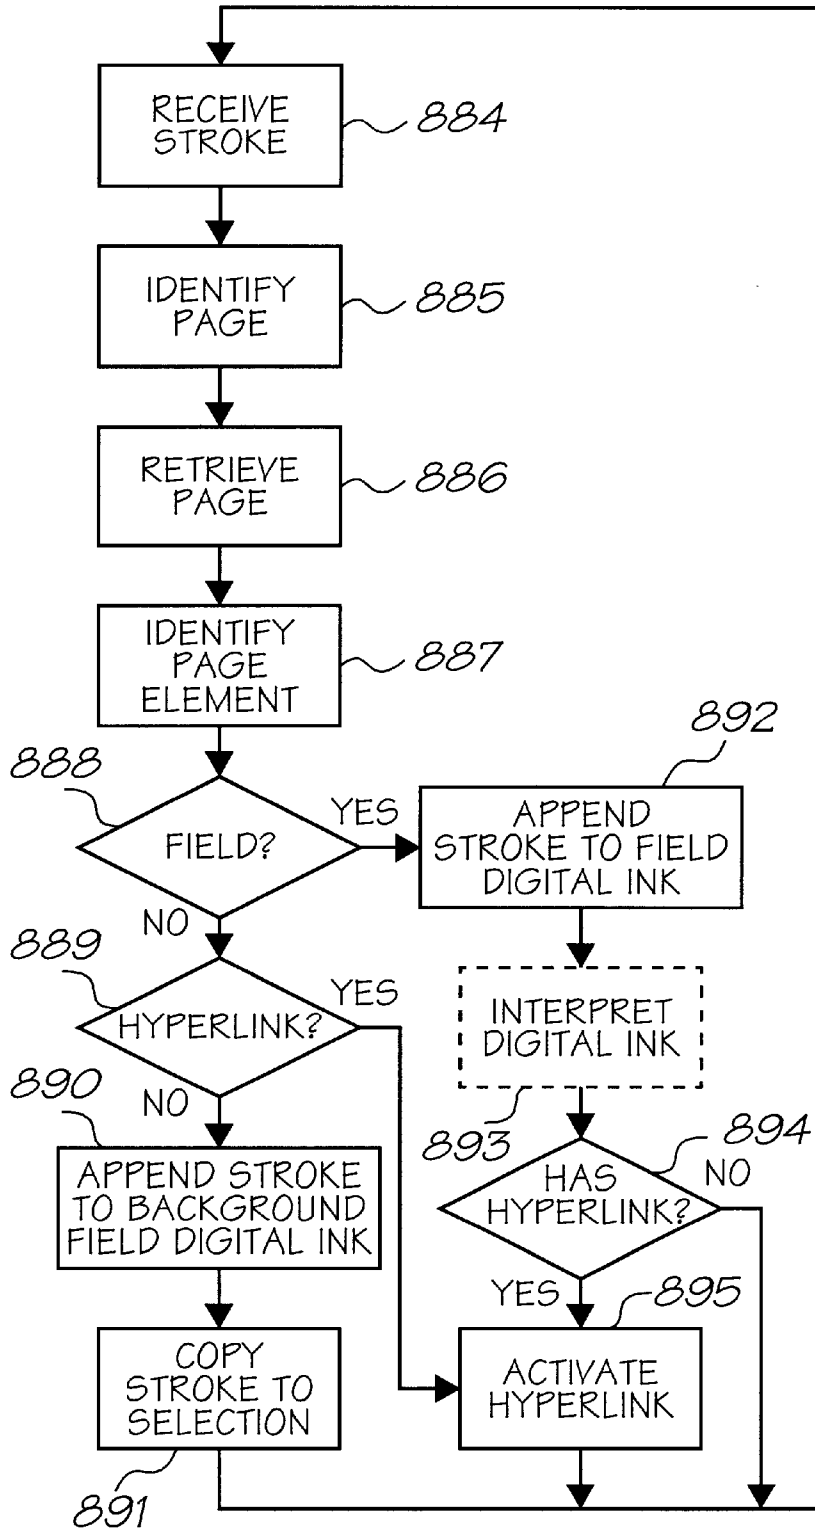 RECEIVE
STROKE
884
IDENTIFY
PAGE
885
RETRIEVE
PAGE
886
IDENTIFY
PAGE
ELEMENT
887
888
FIELD?
YES
NO
892
APPEND
STROKE TO FIELD
DIGITAL INK
889
HYPERLINK?
YES
NO
INTERPRET
DIGITAL INK
893
890
APPEND STROKE
TO BACKGROUND
FIELD DIGITAL INK
894
HAS
HYPERLINK?
NO
YES
895
COPY
STROKE TO
SELECTION
891
ACTIVATE
HYPERLINK